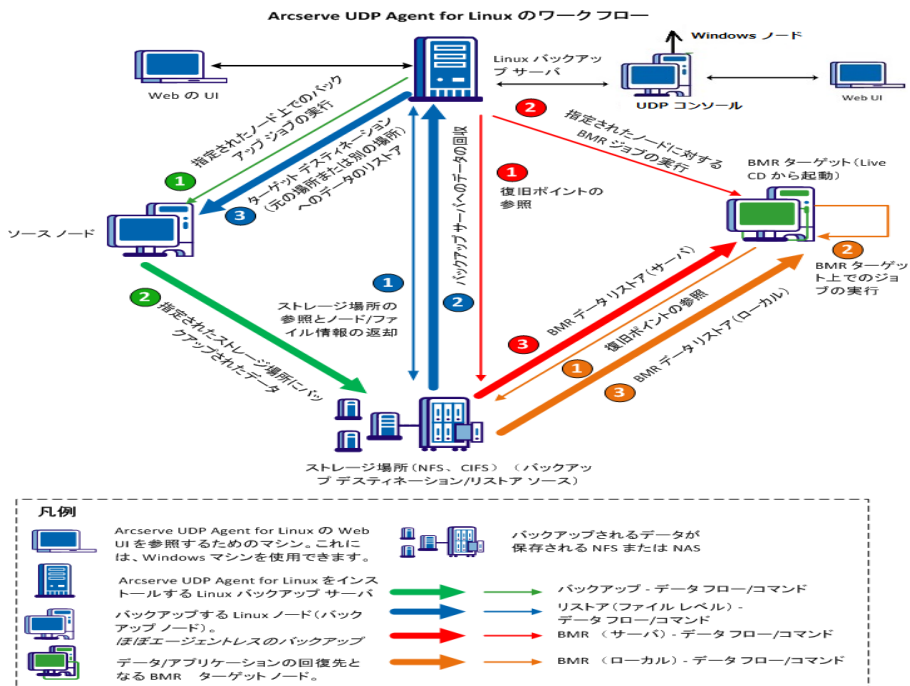 Arcserve UDP Agent for Linux のワークフロー
Windows ノード
Linux バックアッ
プ サーバ
Web の UI
UDP コンソール
Web UI
指定されたノード上でのバック
アップ ジョブの実行
ターゲット デスティネーション
(元の場所または別の場所)
へのデータのリストア
バックアップ サーバへのデータの回収
2
指定されたノードに対する
BMR ジョブの実行
1
復旧ポイントの
参照
BMR ターゲット(Live
CD から起動)
1
3
ソース ノード
2
BMR ターゲッ
ト上でのジョ
ブの実行
2
指定されたストレージ場所にバッ
クアップされたデータ
1
ストレージ場所の
参照とノード/ファ
イル情報の返却
2
BMR データリストア(サーバ)
3
復旧ポイントの参照
1
BMR データリストア(ローカル)
3
ストレージ場所(NFS、CIFS) (バックアッ
プ デスティネーション/リストア ソース)
凡例
Arcserve UDP Agent for Linux の Web
UI を参照するためのマシン。これに
は、Windows マシンを使用できます。
Arcserve UDP Agent for Linux をインス
トールする Linux バックアップ サーバ
バックアップする Linux ノード(バック
アップ ノード)。
ほぼエージェントレスのバックアップ
データ/アプリケーションの回復先と
なる BMR ターゲットノード。
バックアップされるデータが
保存される NFS または NAS
バックアップ - データ フロー/コマンド
リストア(ファイル レベル) -
データ フロー/コマンド
BMR (サーバ) - データ フロー/コマンド
BMR (ローカル) - データ フロー/コマンド